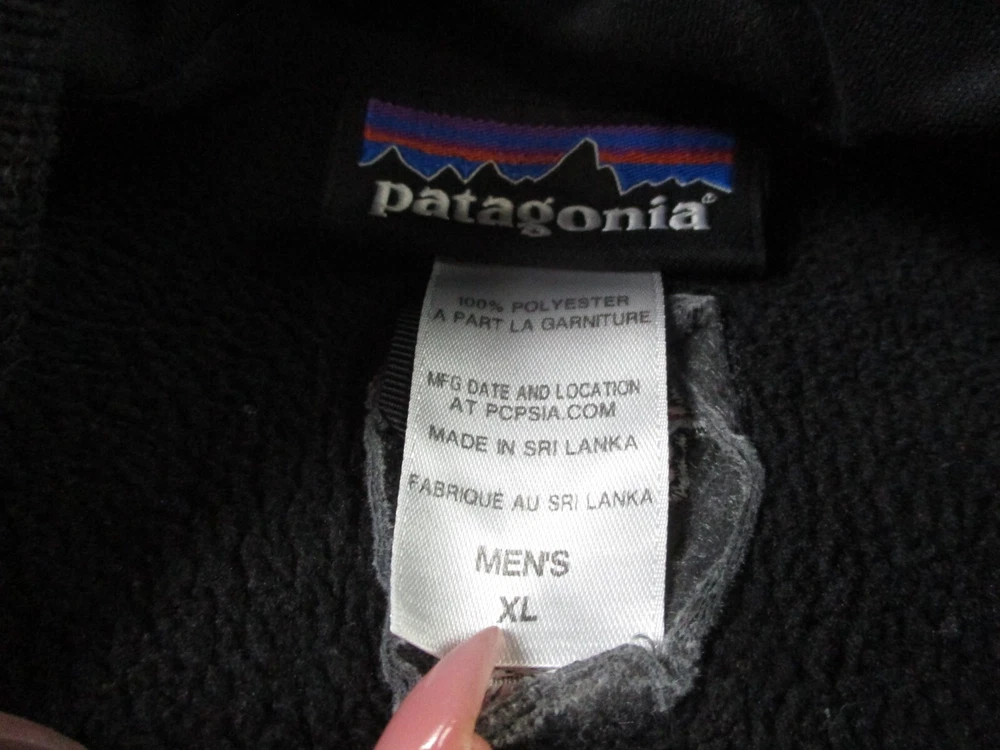 patagonia®
100% POLYESTER
A PART LA GARNITURE
MFG DATE AND LOCATION
AT PCPSIA.COM
MADE IN SRI LANKA
FABRIQUÉ AU SRI LANKA
MEN'S
XL